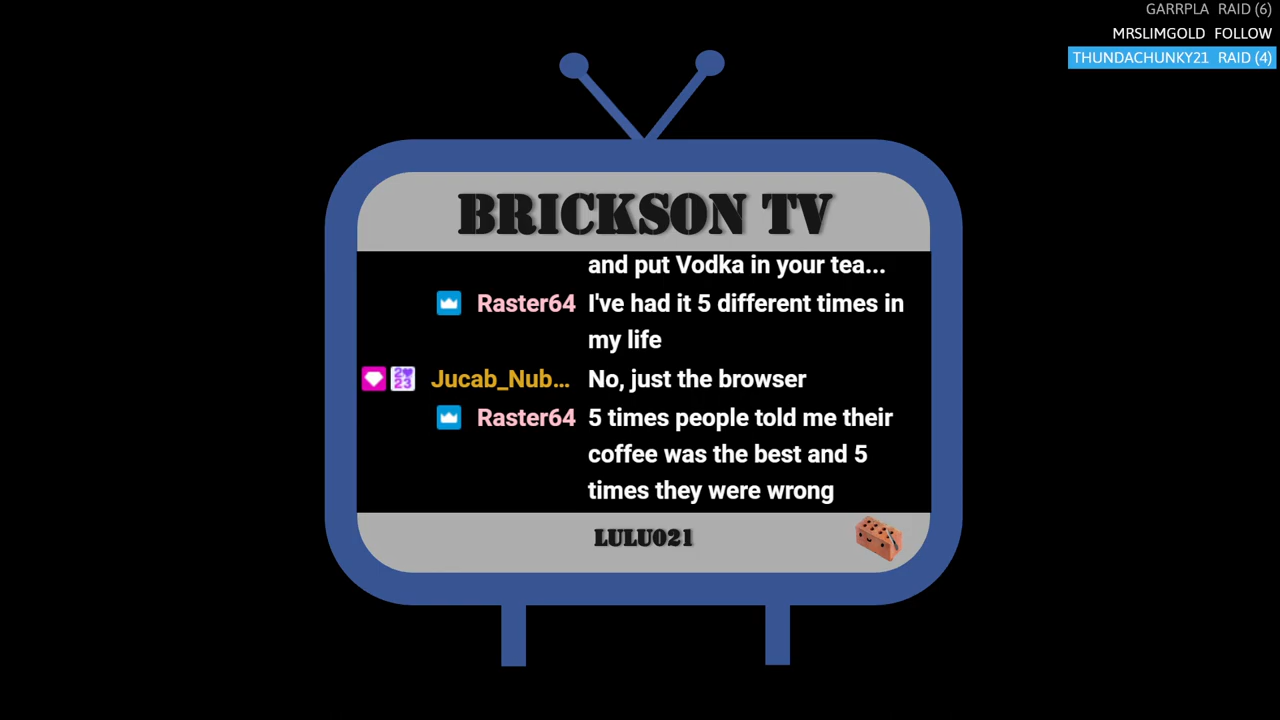 GARRPLA RAID (6)
MRSLIMGOLD FOLLOW
THUNDACHUNKY21 RAID (4)
BRICKSON TV
and put Vodka in your tea...
Raster64 I've had it 5 different times in
my life
2023
Jucab_Nub... No, just the browser
Raster64 5 times people told me their
coffee was the best and 5
times they were wrong
LULU021